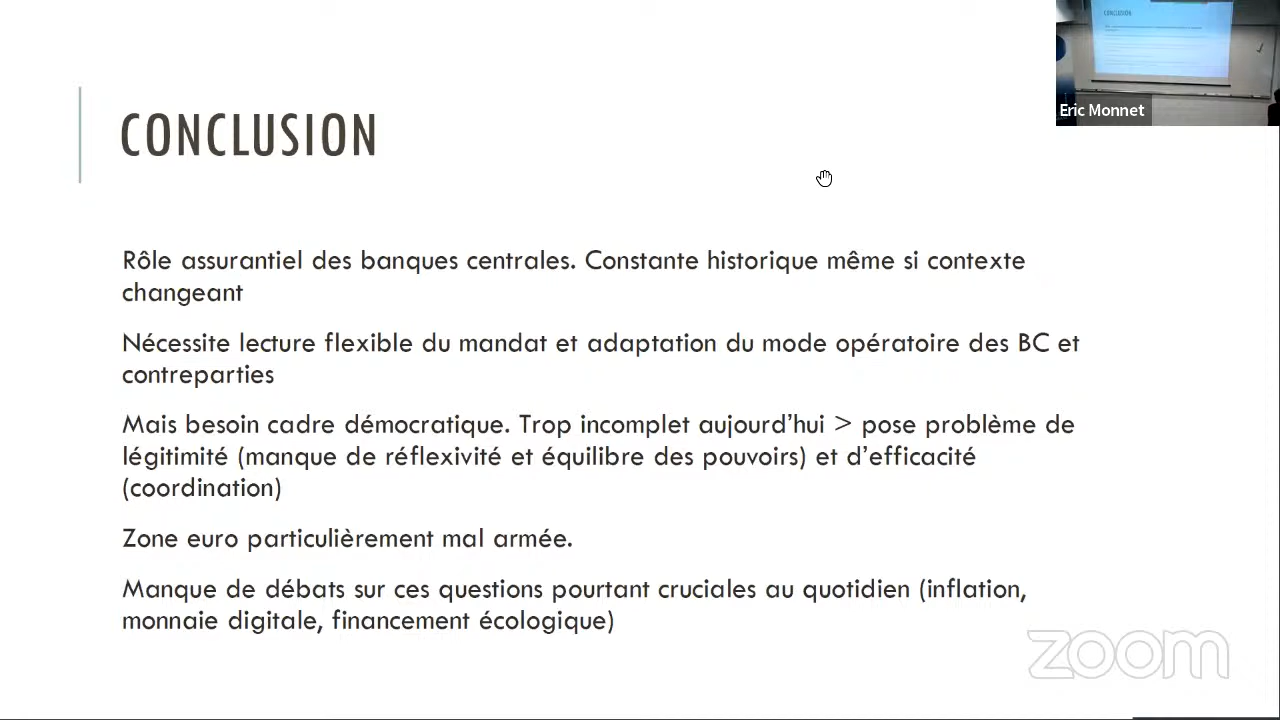 CONCLUSION
Eric Monnet
CONCLUSION
Rôle assurantiel des banques centrales. Constante historique même si contexte
changeant
Nécessite lecture flexible du mandat et adaptation du mode opératoire des BC et
contreparties
Mais besoin cadre démocratique. Trop incomplet aujourd’hui > pose problème de
légitimité (manque de réflexivité et équilibre des pouvoirs) et d’efficacité
(coordination)
Zone euro particulièrement mal armée.
Manque de débats sur ces questions pourtant cruciales au quotidien (inflation,
monnaie digitale, financement écologique)
zoom